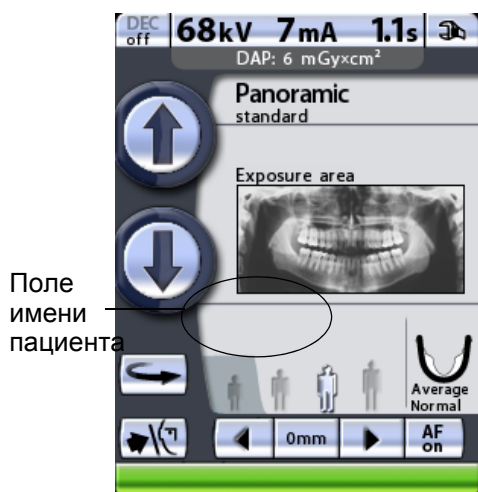 DEC off 68kV 7mA 1.1s
DAP: 6 mGy×cm²
Panoramic
standard
Exposure area
Поле
имени
пациента
Average
Normal
0mm
AF
on